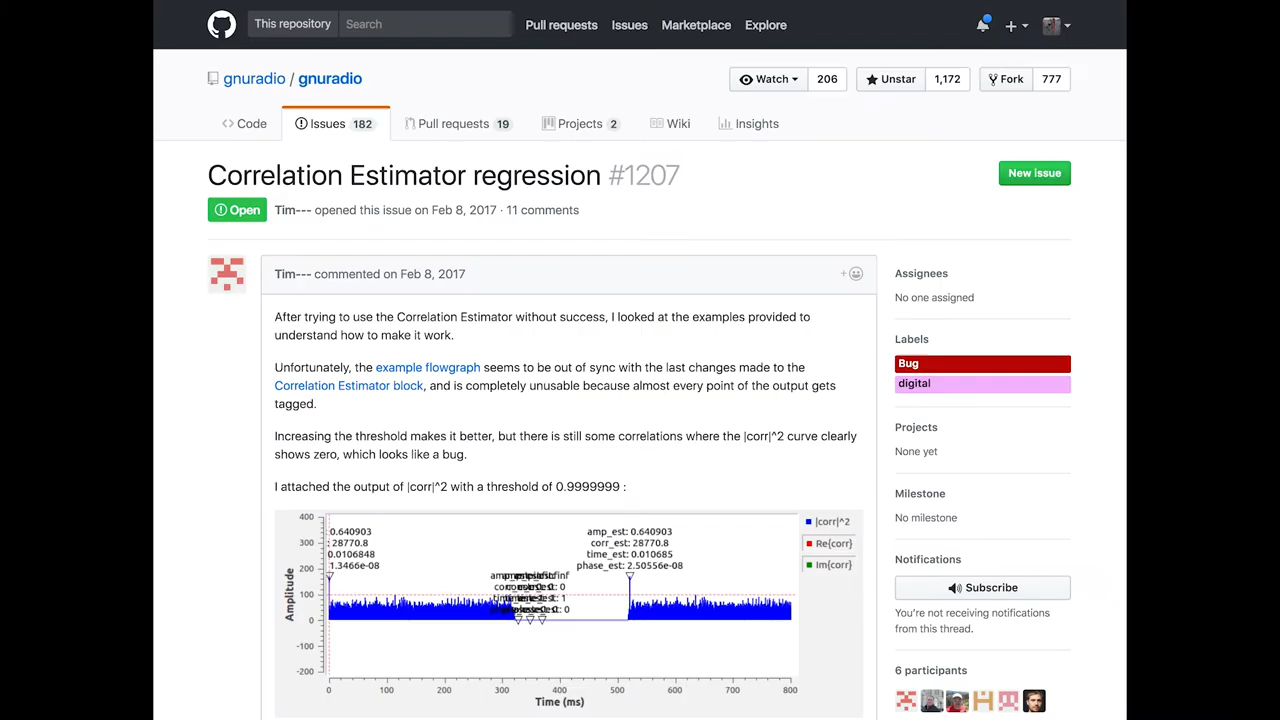 This repository Search Pull requests Issues Marketplace Explore
gnuradio / gnuradio
Watch 206 Unstar 1,172 Fork 777
Code Issues 182 Pull requests 19 Projects 2 Wiki Insights
Correlation Estimator regression #1207
New issue
Open Tim--- opened this issue on Feb 8, 2017 · 11 comments
Tim--- commented on Feb 8, 2017
After trying to use the Correlation Estimator without success, I looked at the examples provided to
understand how to make it work.
Unfortunately, the example flowgraph seems to be out of sync with the last changes made to the
Correlation Estimator block, and is completely unusable because almost every point of the output gets
tagged.
Increasing the threshold makes it better, but there is still some correlations where the |corr|^2 curve clearly
shows zero, which looks like a bug.
I attached the output of |corr|^2 with a threshold of 0.9999999 :
400
300
200
100
0
-100
-200
Amplitude
0.640903
: 28770.8
0.0106848
1.3466e-08
amp_est: 0.640903
corr_est: 28770.8
time_est: 0.010685
phase_est: 2.50556e-08
|corr|^2
Re{corr}
Im{corr}
0 100 200 300 400 500 600 700 800
Time (ms)
Assignees
No one assigned
Labels
Bug
digital
Projects
None yet
Milestone
No milestone
Notifications
Subscribe
You're not receiving notifications
from this thread.
6 participants